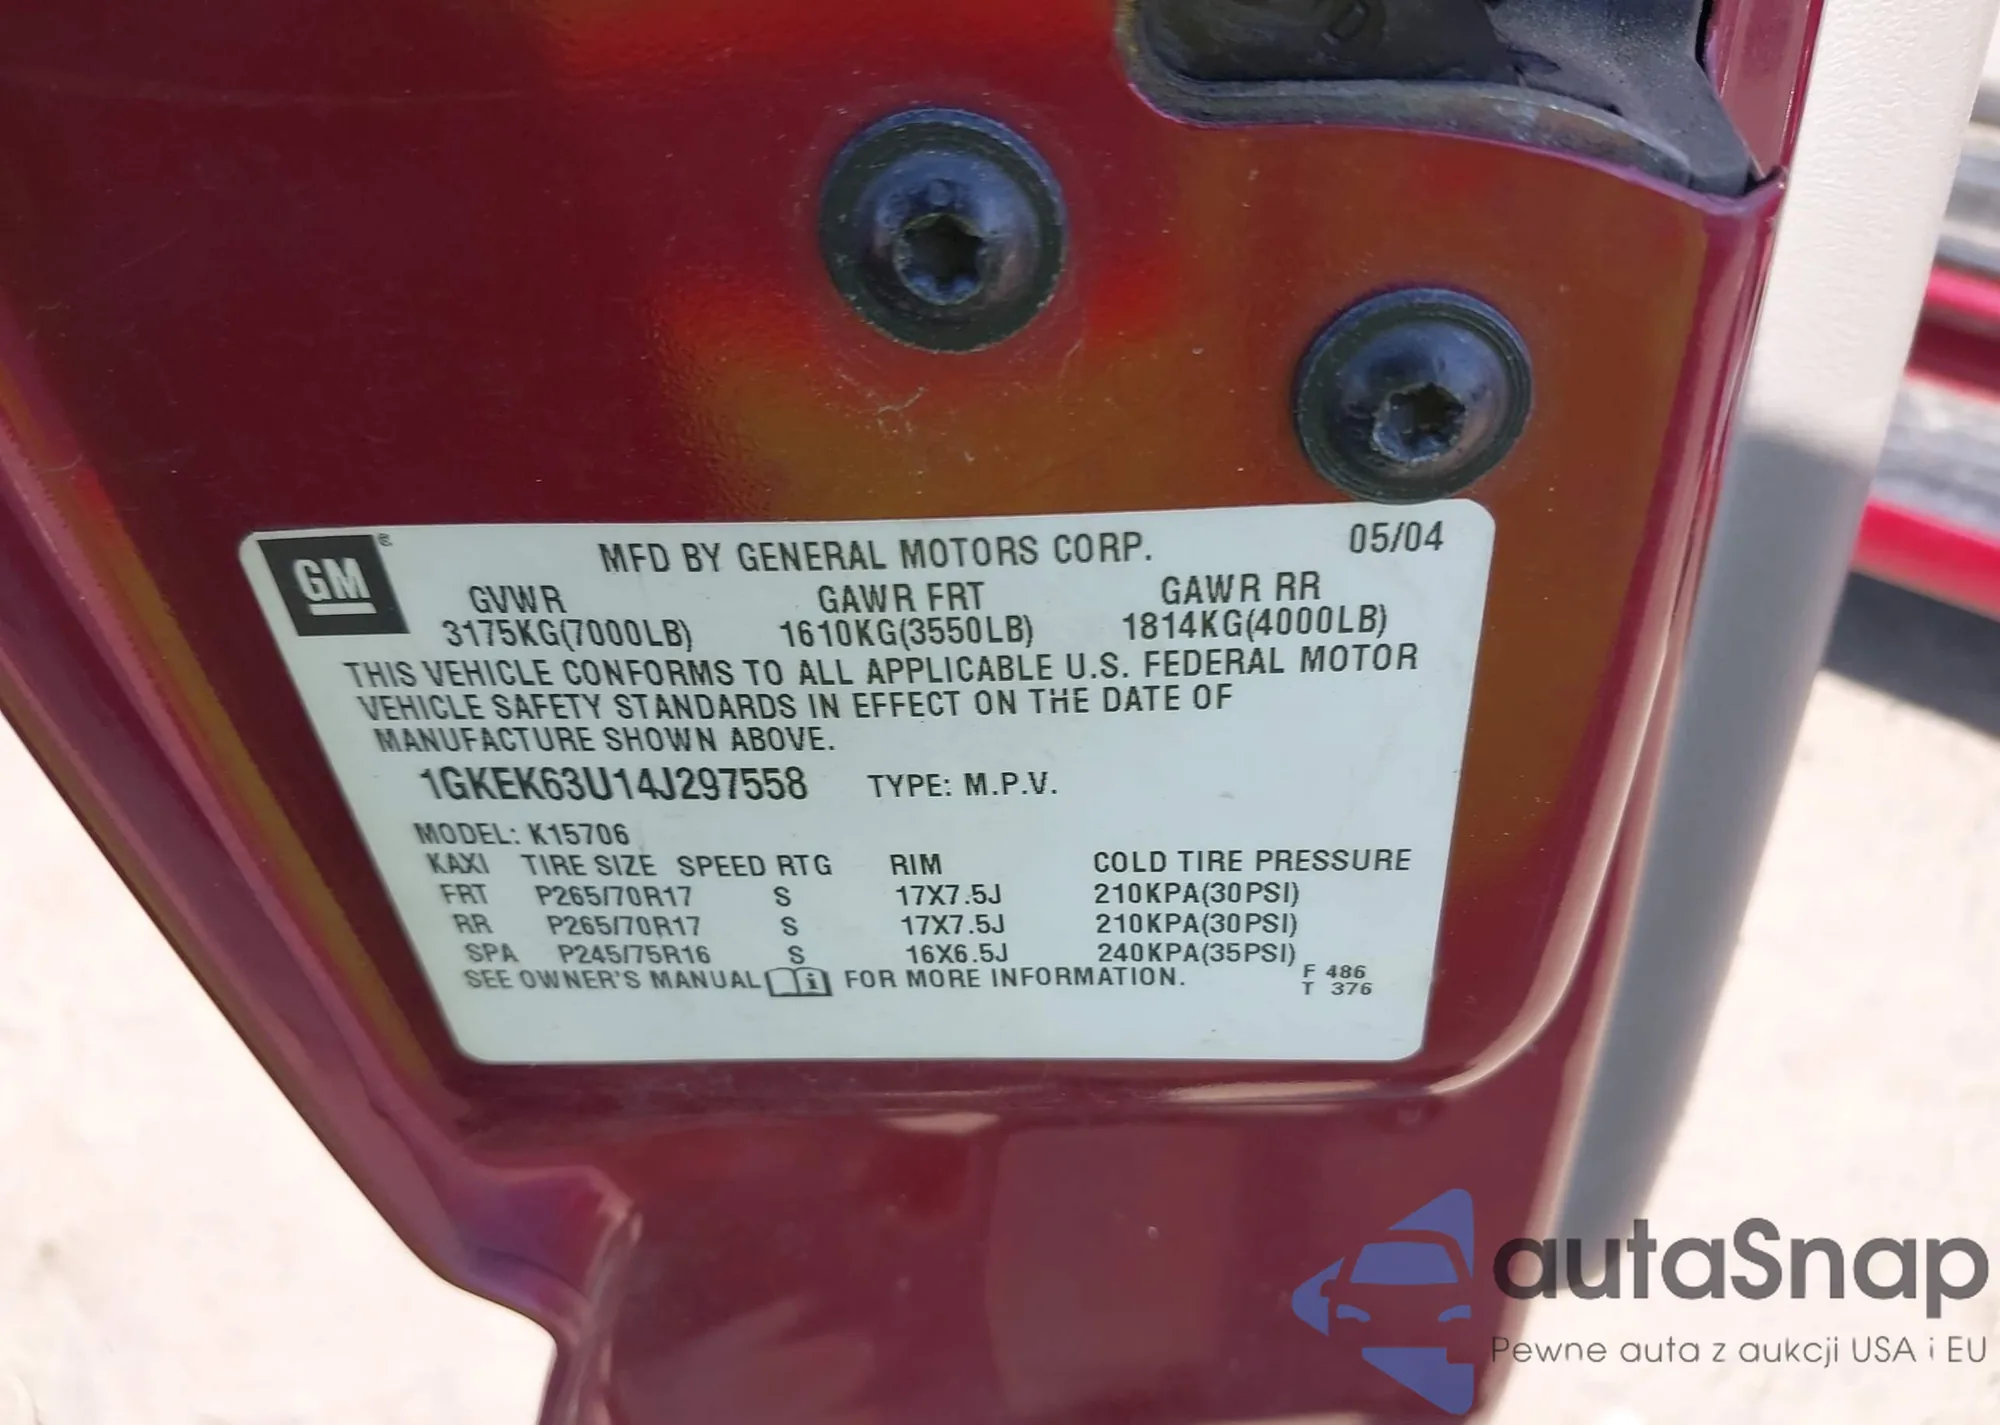 GM ®
MFD BY GENERAL MOTORS CORP. 05/04
GVWR GAWR FRT GAWR RR
3175KG(7000LB) 1610KG(3550LB) 1814KG(4000LB)
THIS VEHICLE CONFORMS TO ALL APPLICABLE U.S. FEDERAL MOTOR
VEHICLE SAFETY STANDARDS IN EFFECT ON THE DATE OF
MANUFACTURE SHOWN ABOVE.
1GKEK63U14J297558 TYPE: M.P.V.
MODEL: K15706
KAXI TIRE SIZE SPEED RTG RIM COLD TIRE PRESSURE
FRT P265/70R17 S 17X7.5J 210KPA(30PSI)
RR P265/70R17 S 17X7.5J 210KPA(30PSI)
SPA P245/75R16 S 16X6.5J 240KPA(35PSI)
SEE OWNER'S MANUAL i FOR MORE INFORMATION. F 486
T 376
autaSnap
Pewne auta z aukcji USA i EU